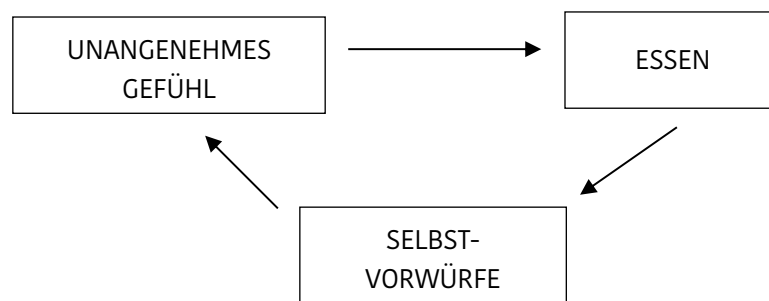 UNANGENEHMES
GEFÜHL
ESSEN
SELBST-
VORWÜRFE